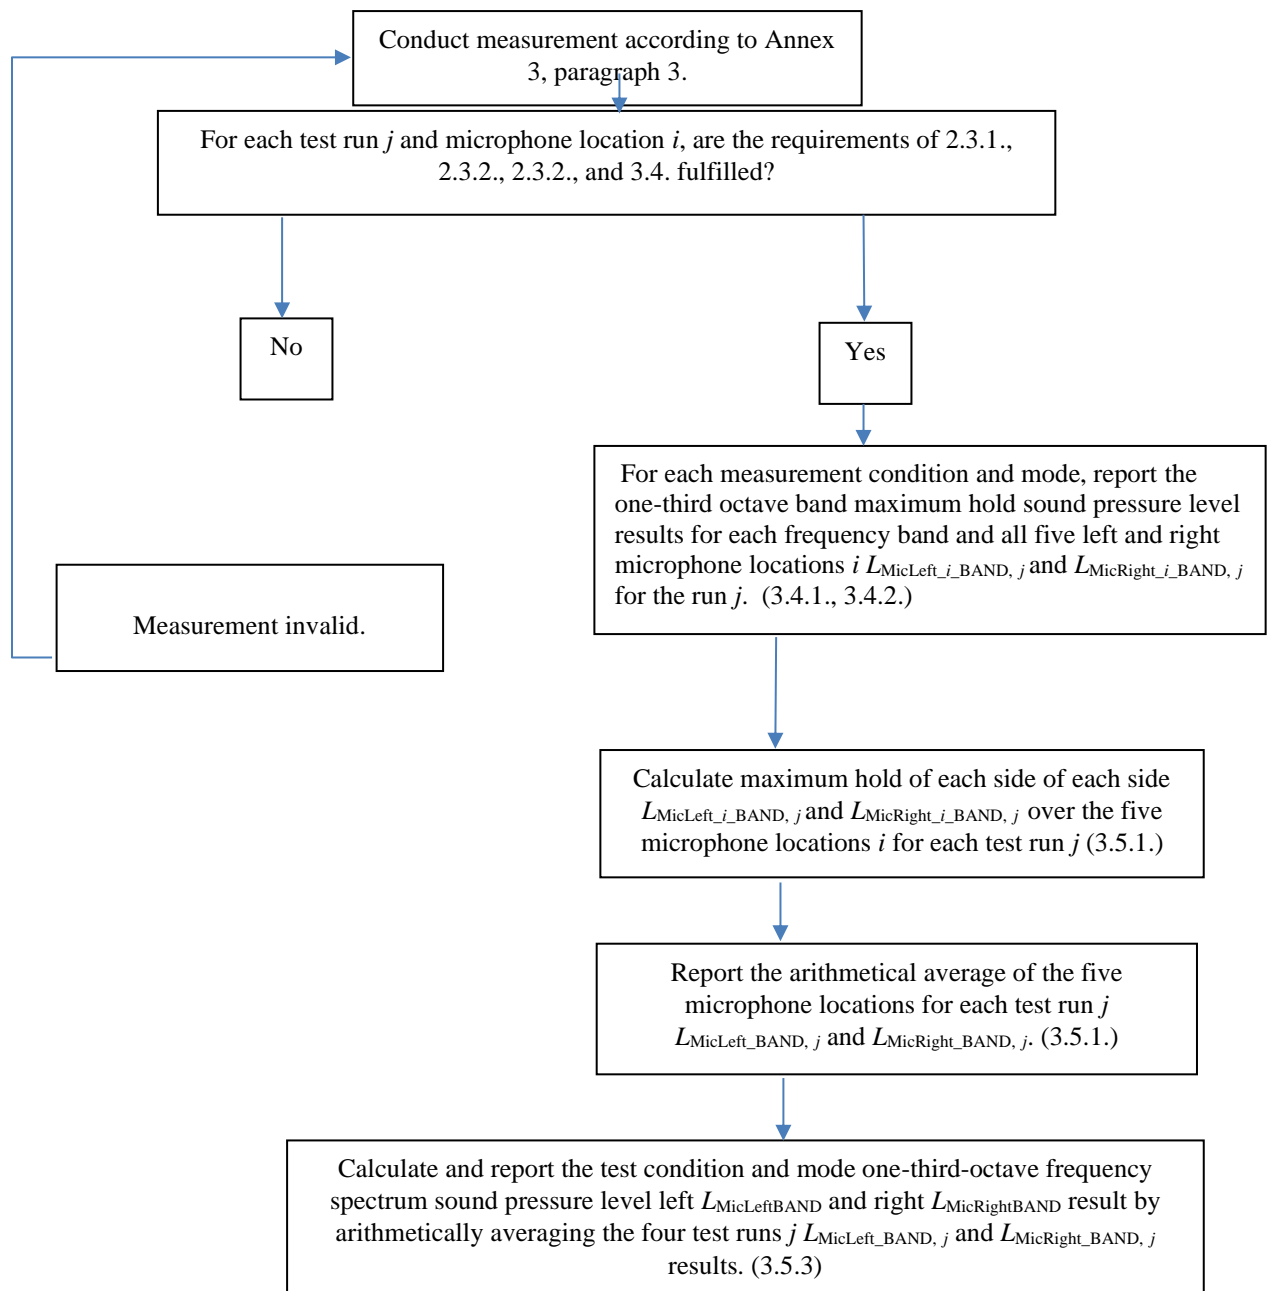 Conduct measurement according to Annex
3, paragraph 3.
For each test run j and microphone location i, are the requirements of 2.3.1.,
2.3.2., 2.3.2., and 3.4. fulfilled?
No
Yes
For each measurement condition and mode, report the
one-third octave band maximum hold sound pressure level
results for each frequency band and all five left and right
microphone locations i LMicLeft_i_BAND, j and LMicRight_i_BAND, j
for the run j. (3.4.1., 3.4.2.)
Measurement invalid.
Calculate maximum hold of each side of each side
LMicLeft_i_BAND, j and LMicRight_i_BAND, j over the five
microphone locations i for each test run j (3.5.1.)
Report the arithmetical average of the five
microphone locations for each test run j
LMicLeft_BAND, j and LMicRight_BAND, j. (3.5.1.)
Calculate and report the test condition and mode one-third-octave frequency
spectrum sound pressure level left LMicLeftBAND and right LMicRightBAND result by
arithmetically averaging the four test runs j LMicLeft_BAND, j and LMicRight_BAND, j
results. (3.5.3)